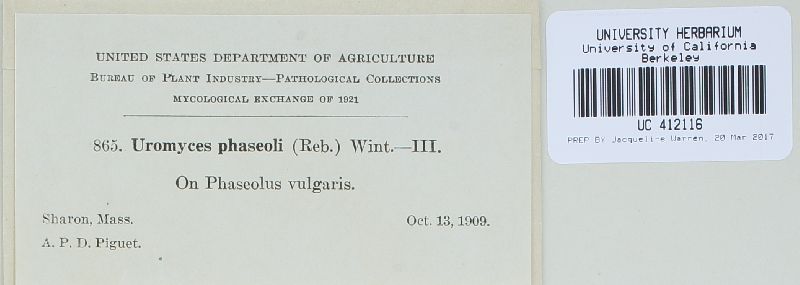 UNITED STATES DEPARTMENT OF AGRICULTURE
BUREAU OF PLANT INDUSTRY—PATHOLOGICAL COLLECTIONS
MYCOLOGICAL EXCHANGE OF 1921
865. Uromyces phaseoli (Reb.) Wint.—III.
On Phaseolus vulgaris.
Sharon, Mass. Oct. 13, 1909.
A. P. D. Piguet.
UNIVERSITY HERBARIUM
University of California
Berkeley
UC 412116
PREP BY Jacqueline Warren, 20 Mar 2017